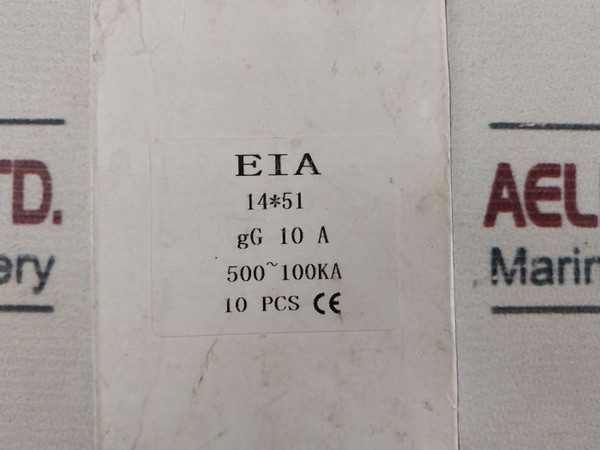 EIA
14*51
gG 10 A
500~100KA
10 PCS CE
TD.
ery
AEL
Marin